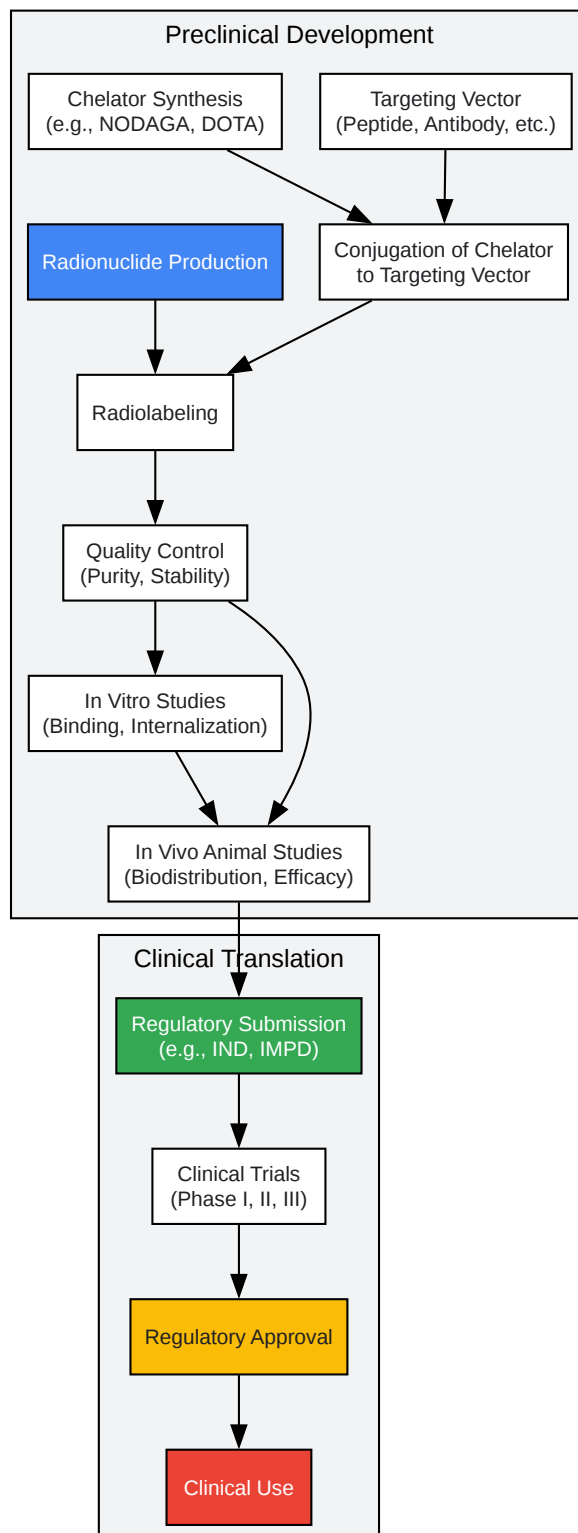 Preclinical Development
Chelator Synthesis
(e.g., NODAGA, DOTA)
Targeting Vector
(Peptide, Antibody, etc.)
Radionuclide Production
Conjugation of Chelator
to Targeting Vector
Radiolabeling
Quality Control
(Purity, Stability)
In Vitro Studies
(Binding, Internalization)
In Vivo Animal Studies
(Biodistribution, Efficacy)
Clinical Translation
Regulatory Submission
(e.g., IND, IMPD)
Clinical Trials
(Phase I, II, III)
Regulatory Approval
Clinical Use